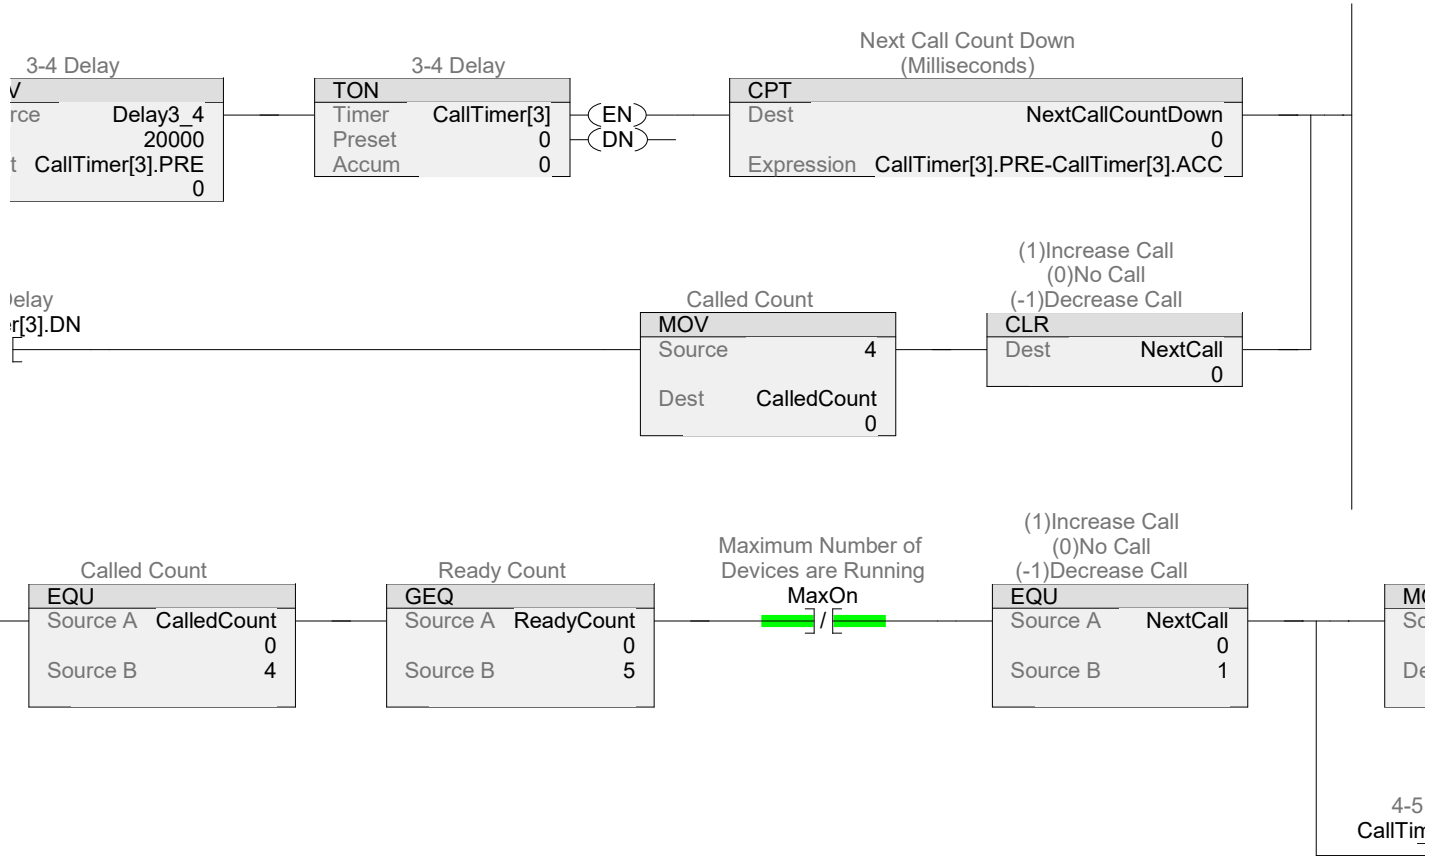 3-4 Delay
3-4 Delay
Next Call Count Down
(Milliseconds)
V
rce Delay3_4
20000
t CallTimer[3].PRE
0
TON
Timer CallTimer[3]
Preset 0
Accum 0
EN
DN
CPT
Dest NextCallCountDown
0
Expression CallTimer[3].PRE-CallTimer[3].ACC
elay
r[3].DN
Called Count
MOV
Source 4
Dest CalledCount
0
(1)Increase Call
(0)No Call
(-1)Decrease Call
CLR
Dest NextCall
0
Called Count
EQU
Source A CalledCount
0
Source B 4
Ready Count
GEQ
Source A ReadyCount
0
Source B 5
Maximum Number of
Devices are Running
MaxOn
/
(1)Increase Call
(0)No Call
(-1)Decrease Call
EQU
Source A NextCall
0
Source B 1
M
So
De
4-5
CallTim